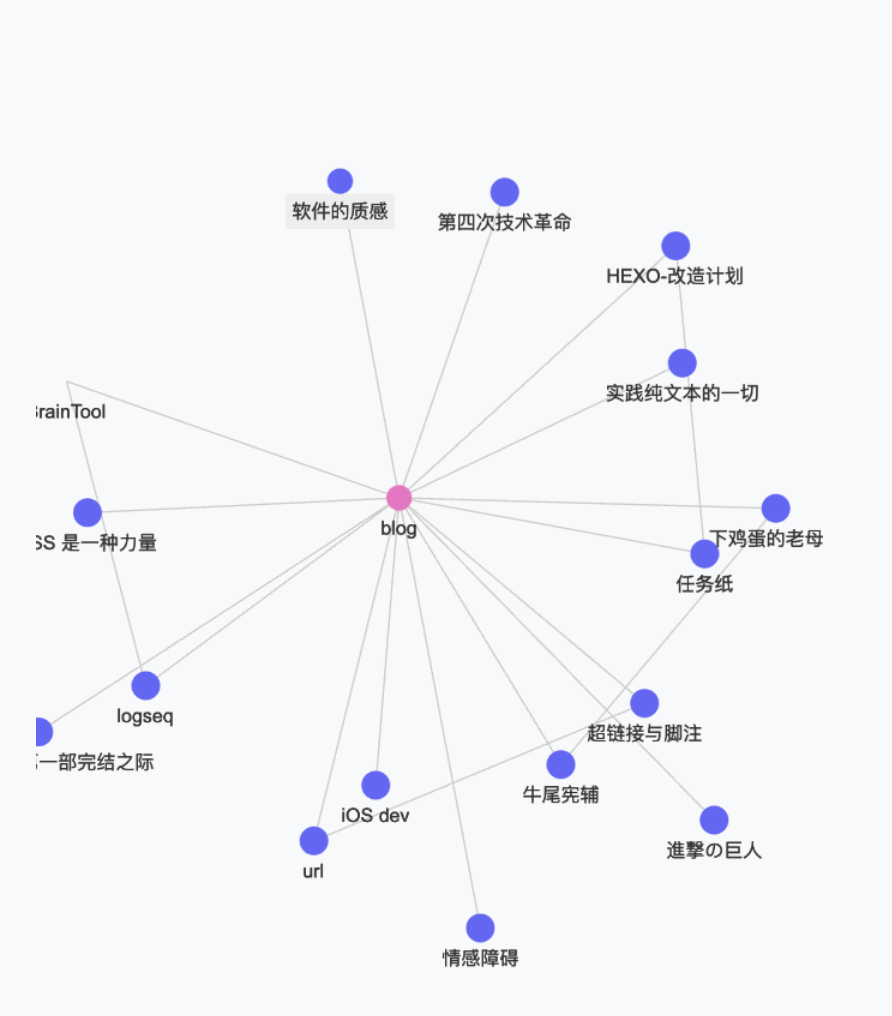 软件的质感
第四次技术革命
HEXO-改造计划
实践纯文本的一切
BrainTool
blog
SS 是一种力量
下鸡蛋的老母
任务纸
logseq
一部完结之际
超链接与脚注
牛尾宪辅
iOS dev
進撃の巨人
url
情感障碍